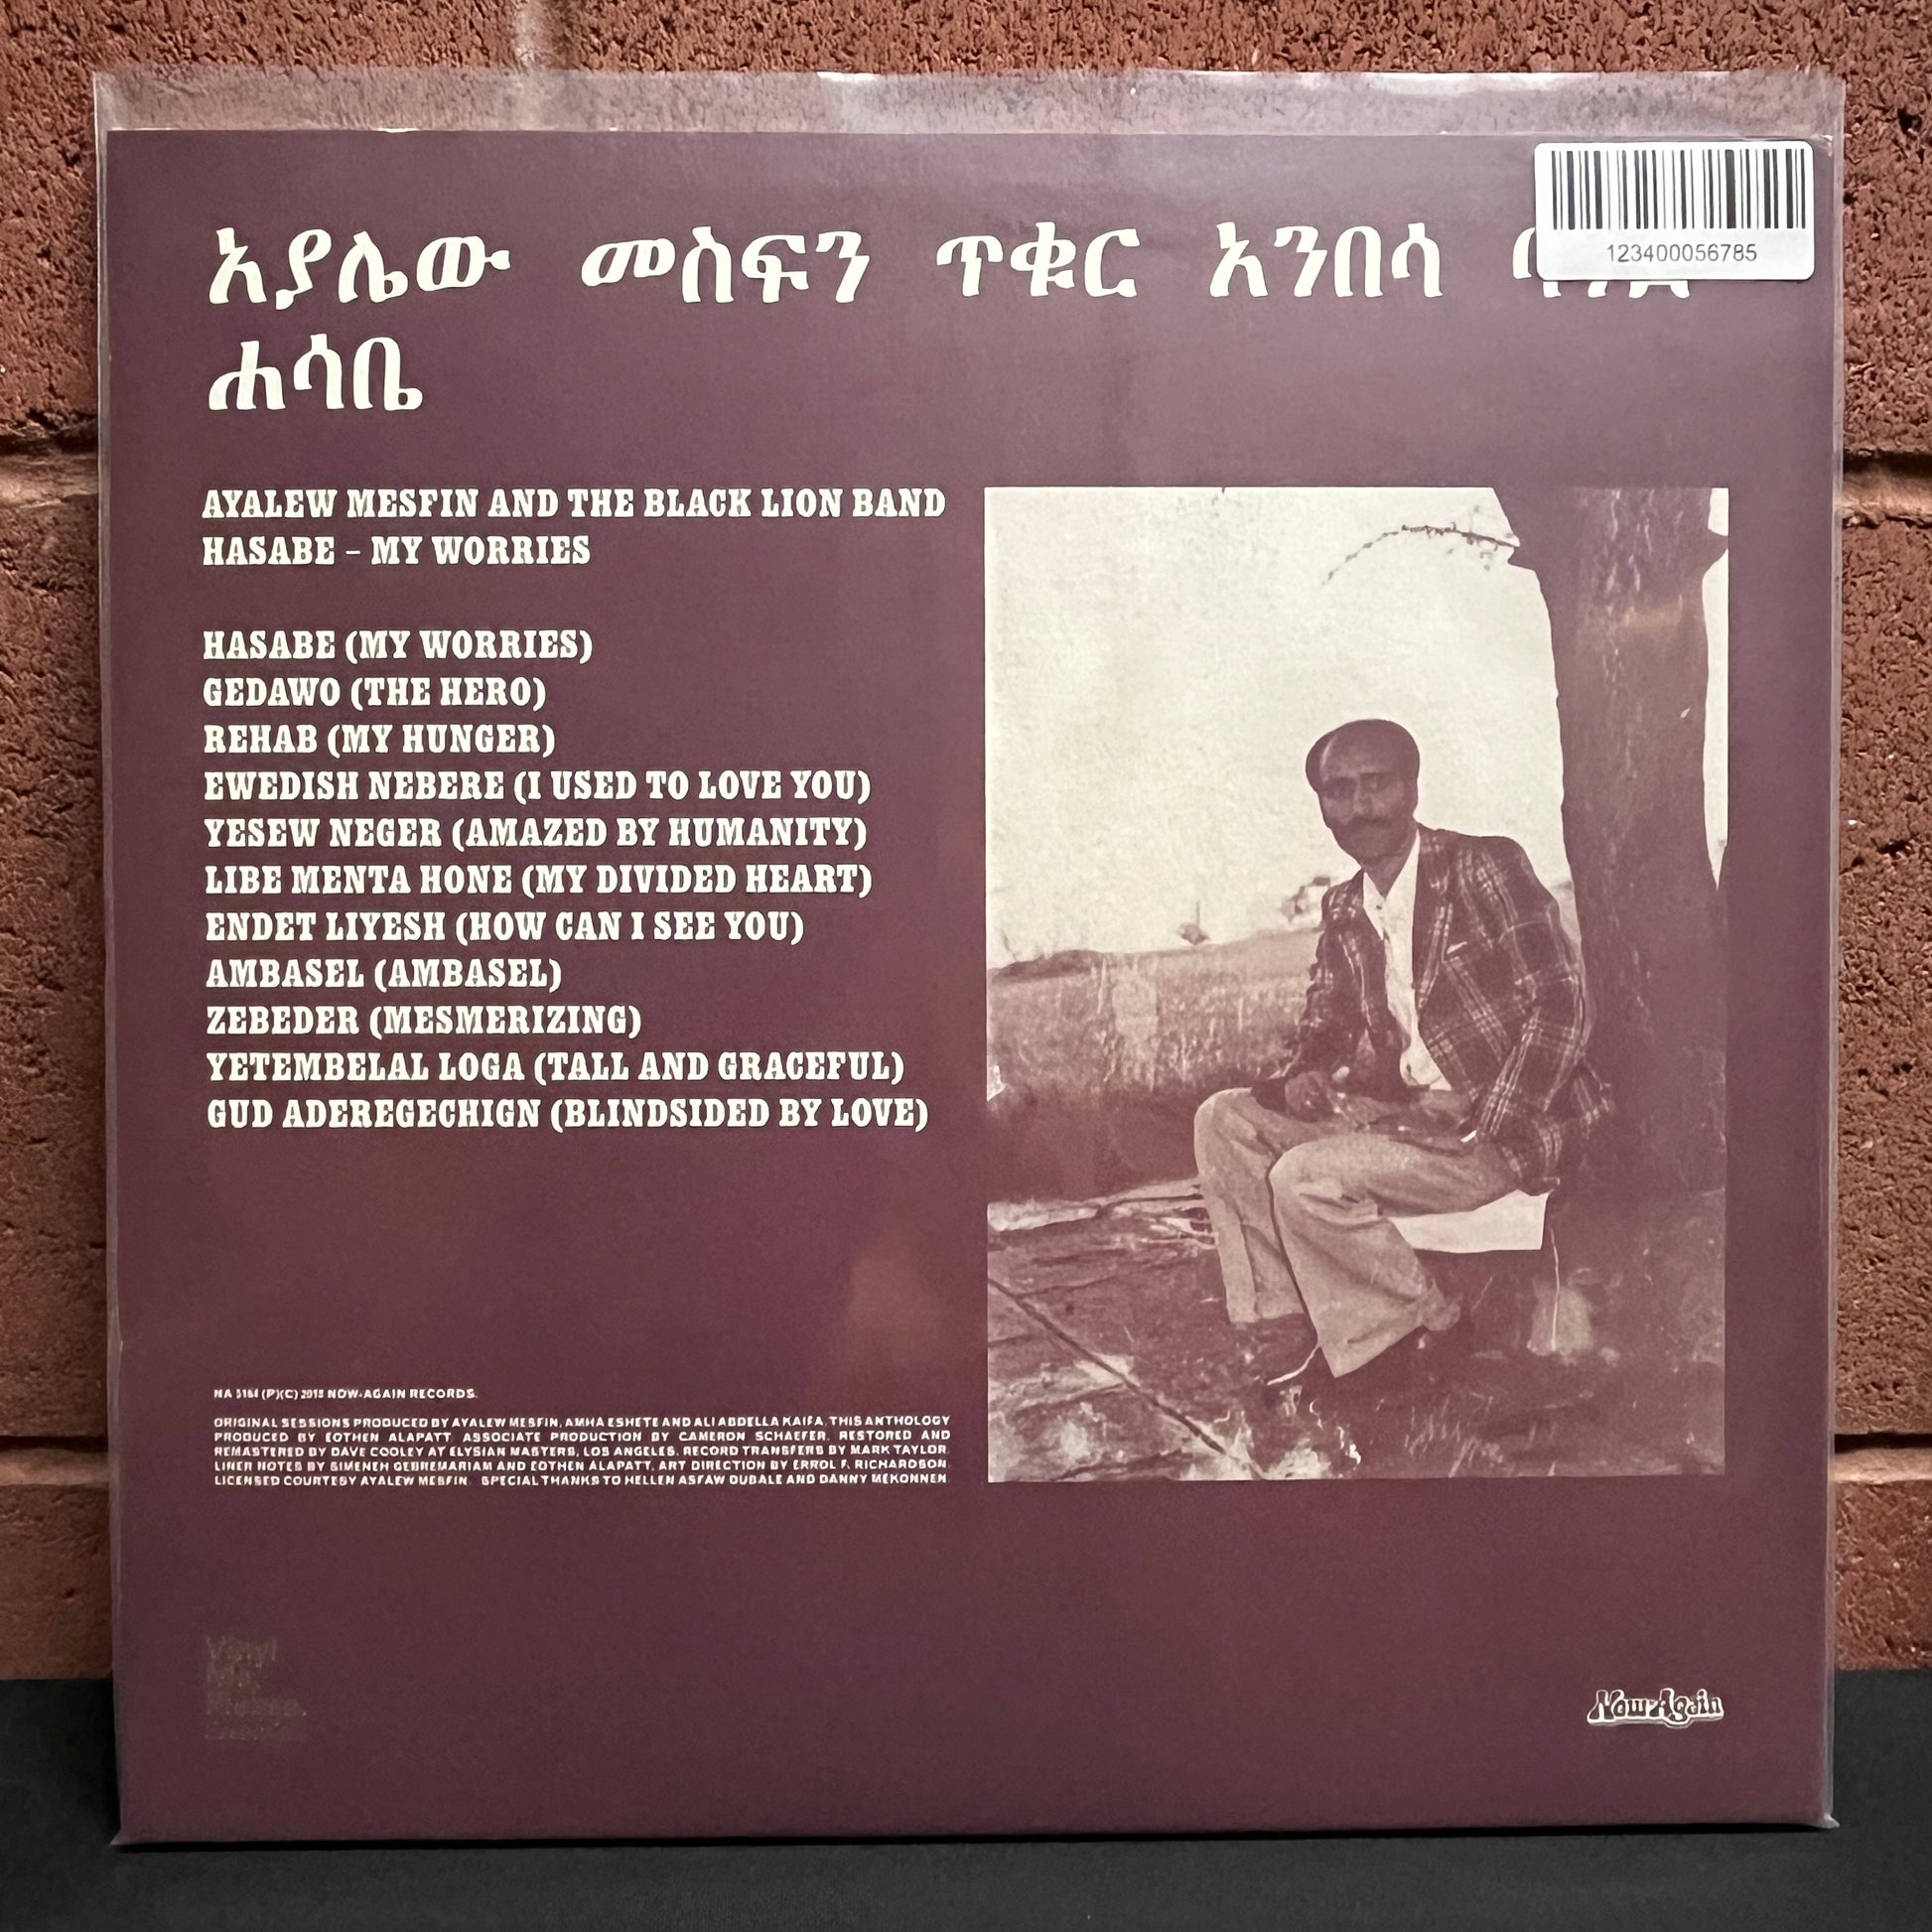 አያሌው መስፍን ጥቁር አንበሳ
ሐሳቤ
123400056785
AYALEW MESFIN AND THE BLACK LION BAND
HASABE – MY WORRIES
HASABE (MY WORRIES)
GEDAWO (THE HERO)
REHAB (MY HUNGER)
EWEDISH NEBERE (I USED TO LOVE YOU)
YESEW NEGER (AMAZED BY HUMANITY)
LIBE MENTA HONE (MY DIVIDED HEART)
ENDET LIYESH (HOW CAN I SEE YOU)
AMBASEL (AMBASEL)
ZEBEDER (MESMERIZING)
YETEMBELAL LOGA (TALL AND GRACEFUL)
GUD ADEREGECHIGN (BLINDSIDED BY LOVE)
NA (P)(C) NOW-AGAIN RECORDS.
ORIGINAL SESSIONS PRODUCED BY AYALEW MESFIN, AMHA ESHETE AND ALI ABDELLA KAIFA. THIS ANTHOLOGY
PRODUCED BY EOTHEN ALAPATT. ASSOCIATE PRODUCTION BY CAMERON SCHAEFER. RESTORED AND
REMASTERED BY DAVE COOLEY AT ELYSIAN MASTERS, LOS ANGELES. RECORD TRANSFERS BY MARK TAYLOR.
LINER NOTES BY SIMENEH GEBREMARIAM AND EOTHEN ALAPATT. ART DIRECTION BY ERROL F. RICHARDSON.
LICENSED COURTESY AYALEW MESFIN. SPECIAL THANKS TO HELLEN ASFAW DUBALE AND DANNY MEKONNEN.
Vinyl
Me,
Please.
Now-Again